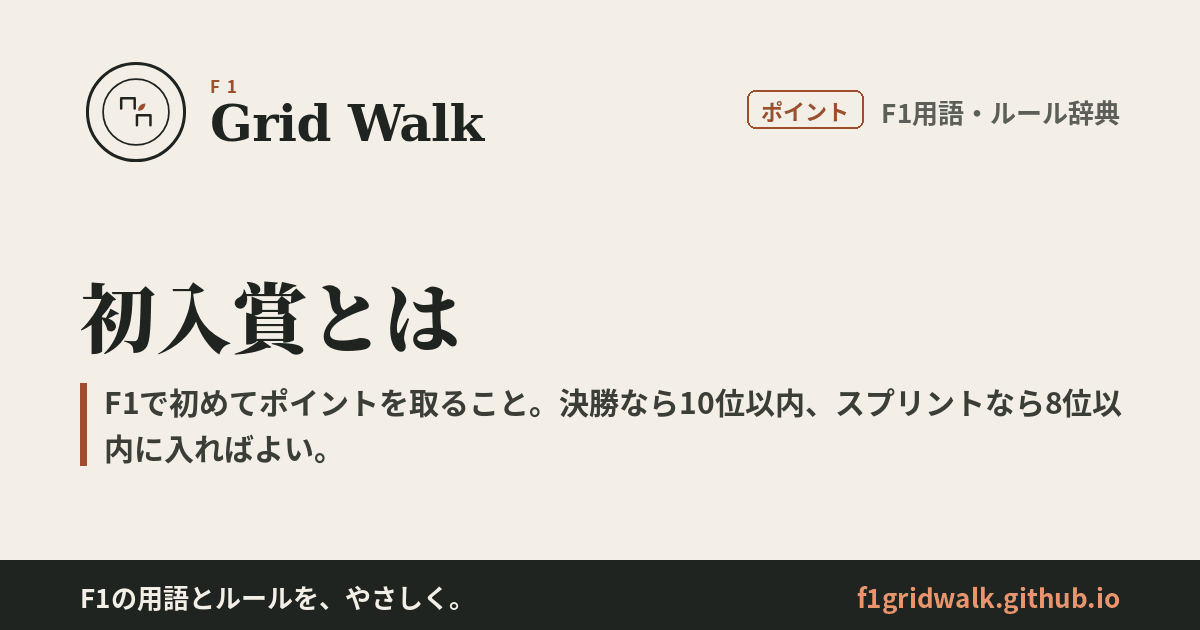 F1
Grid Walk
ポイント
F1用語・ルール辞典
初入賞とは
F1で初めてポイントを取ること。決勝なら10位以内、スプリントなら8位以
内に入ればよい。
F1の用語とルールを、やさしく。
f1gridwalk.github.io